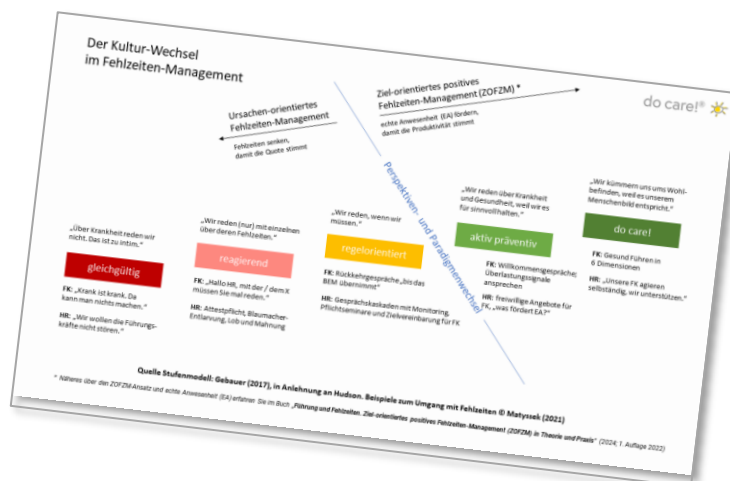 Der Kultur-Wechsel
im Fehlzeiten-Management
Ursachen-orientiertes
Fehlzeiten-Management
Fehlzeiten senken,
damit die Quote stimmt
Ziel-orientiertes positives
Fehlzeiten-Management (ZOFZM) *
echte Anwesenheit (EA) fördern,
damit die Produktivität stimmt
do care!®
Perspektiven- und Paradigmenwechsel
„Über Krankheit reden wir
nicht. Das ist zu intim.“
gleichgültig
FK: „Krank ist krank. Da
kann man nichts machen.“
HR: „Wir wollen die Führungs-
kräfte nicht stören.“
„Wir reden (nur) mit einzelnen
über deren Fehlzeiten.“
reagierend
FK: „Hallo HR, mit der / dem X
müssen Sie mal reden.“
HR: Attestpflicht, Blaumacher-
Entlarvung, Lob und Mahnung
„Wir reden, wenn wir
müssen.“
regelorientiert
FK: Rückkehrgespräche „bis das
BEM übernimmt“
HR: Gesprächskaskaden mit Monitoring,
Pflichtseminare und Zielvereinbarung für
FK
„Wir reden über Krankheit
und Gesundheit, weil wir es
für sinnvoll halten.“
aktiv präventiv
FK: Willkommensgespräche;
Überlastungssignale
ansprechen
HR: freiwillige Angebote für
FK, „was fördert EA?“
„Wir kümmern uns ums Wohl-
befinden, weil es unserem
Menschenbild entspricht.“
do care!
FK: Gesund Führen in
6 Dimensionen
HR: „Unsere FK agieren
selbständig, wir unterstützen.“
Quelle Stufenmodell: Gebauer (2017), in Anlehnung an Hudson. Beispiele zum Umgang mit Fehlzeiten © Matyssek (2021)
* Näheres über den ZOFZM-Ansatz und echte Anwesenheit (EA) erfahren Sie im Buch „Führung und Fehlzeiten. Ziel-orientiertes positives Fehlzeiten-Management (ZOFZM) in Theorie und Praxis“ (2024; 1. Auflage 2022)